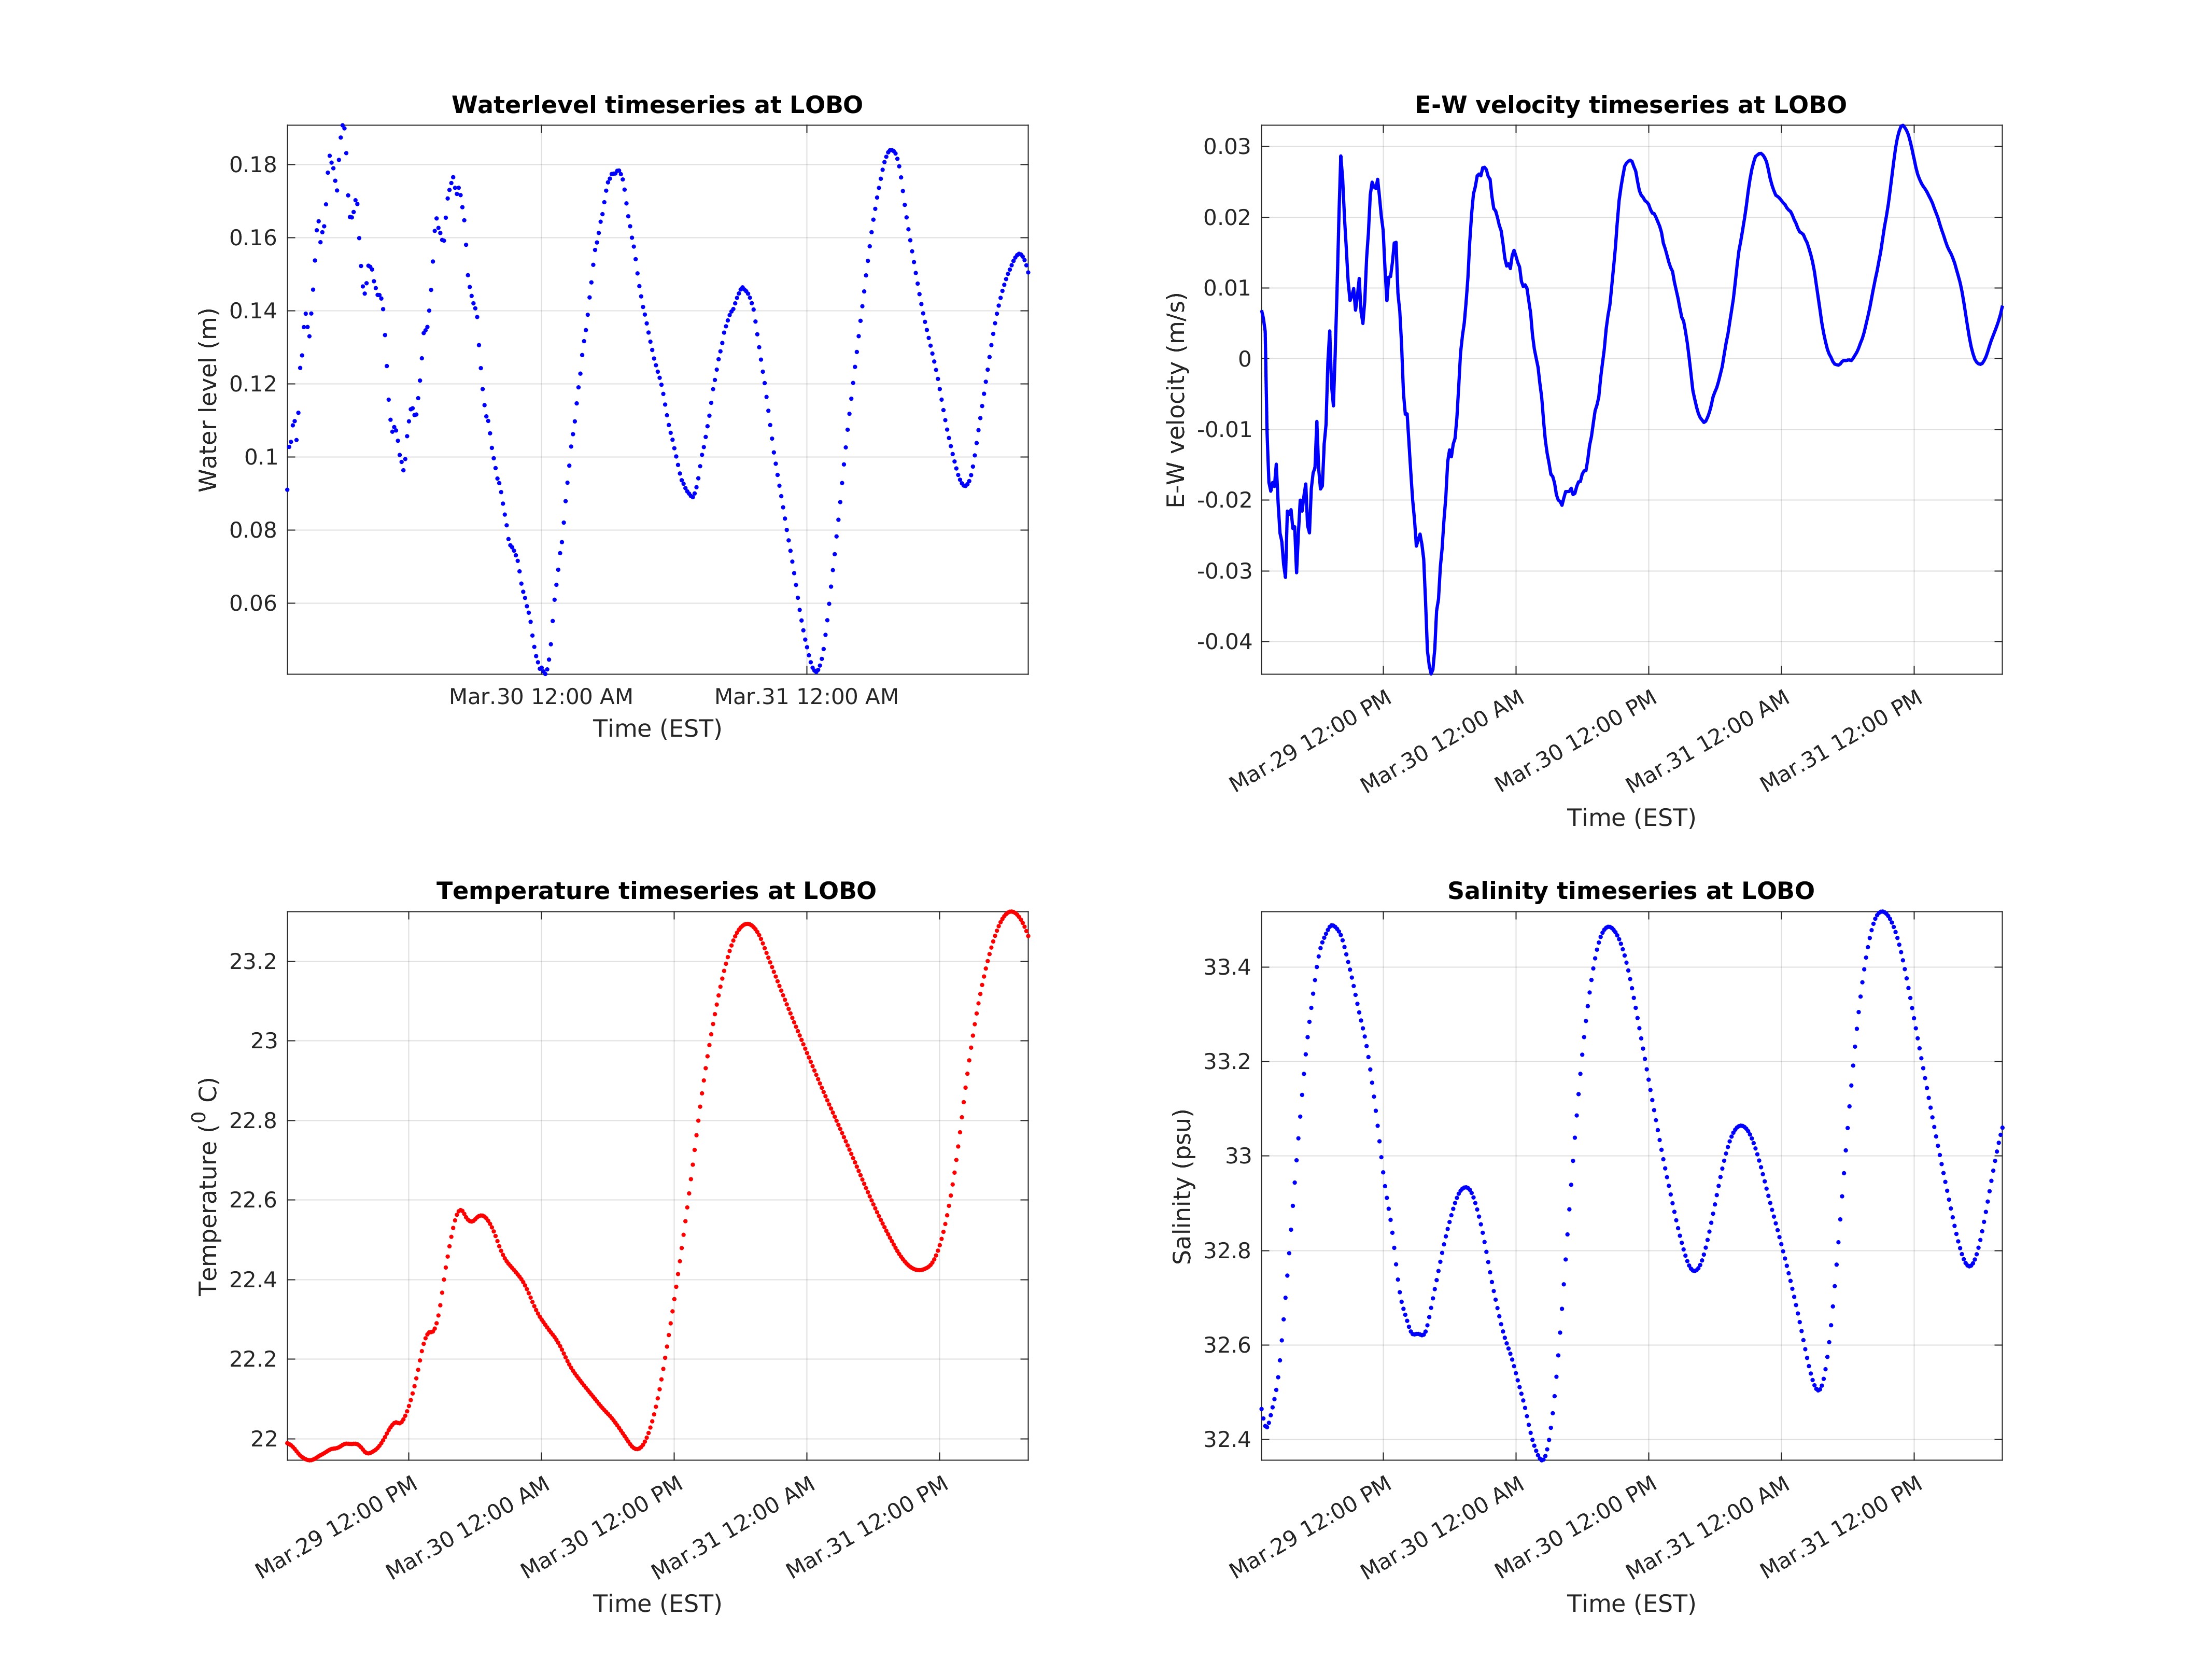 Waterlevel timeseries at LOBO
0.18
0.16
0.14
0.12
0.1
0.08
0.06
Water level (m)
Mar.30 12:00 AM
Mar.31 12:00 AM
Time (EST)
E-W velocity timeseries at LOBO
0.03
0.02
0.01
0
-0.01
-0.02
-0.03
-0.04
E-W velocity (m/s)
Mar.29 12:00 PM
Mar.30 12:00 AM
Mar.30 12:00 PM
Mar.31 12:00 AM
Mar.31 12:00 PM
Time (EST)
Temperature timeseries at LOBO
23.2
23
22.8
22.6
22.4
22.2
22
Temperature (⁰ C)
Mar.29 12:00 PM
Mar.30 12:00 AM
Mar.30 12:00 PM
Mar.31 12:00 AM
Mar.31 12:00 PM
Time (EST)
Salinity timeseries at LOBO
33.4
33.2
33
32.8
32.6
32.4
Salinity (psu)
Mar.29 12:00 PM
Mar.30 12:00 AM
Mar.30 12:00 PM
Mar.31 12:00 AM
Mar.31 12:00 PM
Time (EST)